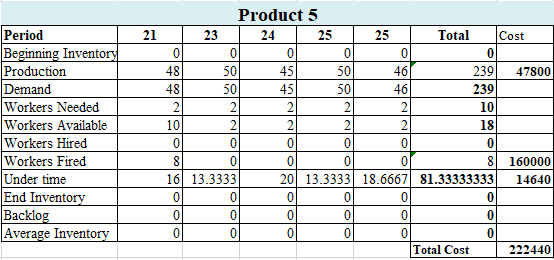 Product 5
Period 21 23 24 25 25 Total Cost
Beginning Inventory 0 0 0 0 0 0
Production 48 50 45 50 46 239 47800
Demand 48 50 45 50 46 239
Workers Needed 2 2 2 2 2 10
Workers Available 10 2 2 2 2 18
Workers Hired 0 0 0 0 0 0
Workers Fired 8 0 0 0 0 8 160000
Under time 16 13.3333 20 13.3333 18.6667 81.33333333 14640
End Inventory 0 0 0 0 0 0
Backlog 0 0 0 0 0 0
Average Inventory 0 0 0 0 0 0
Total Cost 222440